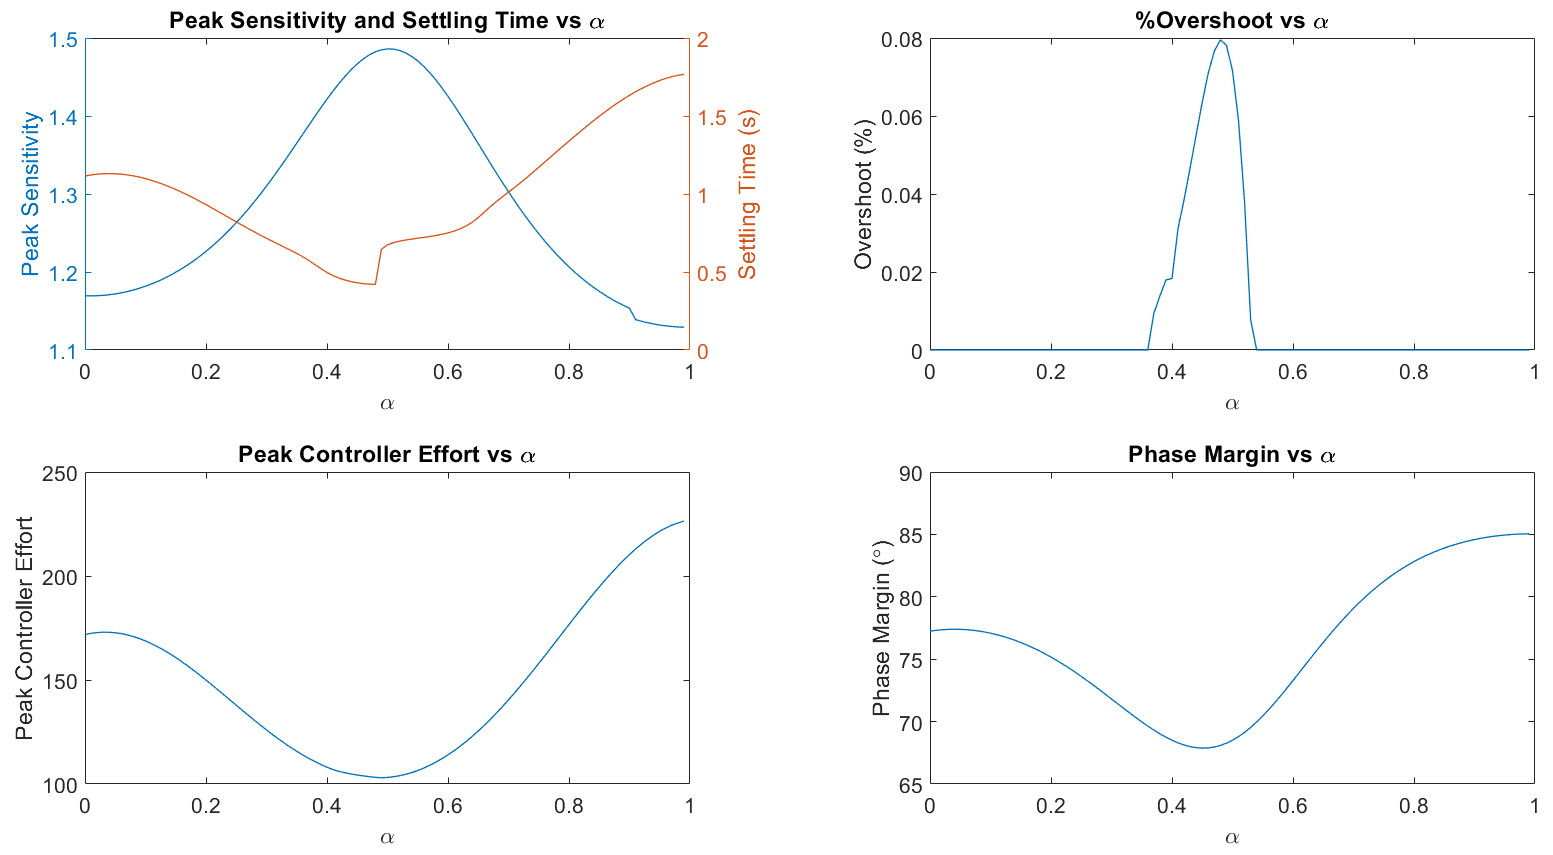 Peak Sensitivity and Settling Time vs α
Peak Sensitivity
1.5
1.4
1.3
1.2
1.1
2
1.5
1
0.5
0
Settling Time (s)
0 0.2 0.4 0.6 0.8 1
α
%Overshoot vs α
Overshoot (%)
0.08
0.06
0.04
0.02
0
0 0.2 0.4 0.6 0.8 1
α
Peak Controller Effort vs α
Peak Controller Effort
250
200
150
100
0 0.2 0.4 0.6 0.8 1
α
Phase Margin vs α
Phase Margin (°)
90
85
80
75
70
65
0 0.2 0.4 0.6 0.8 1
α